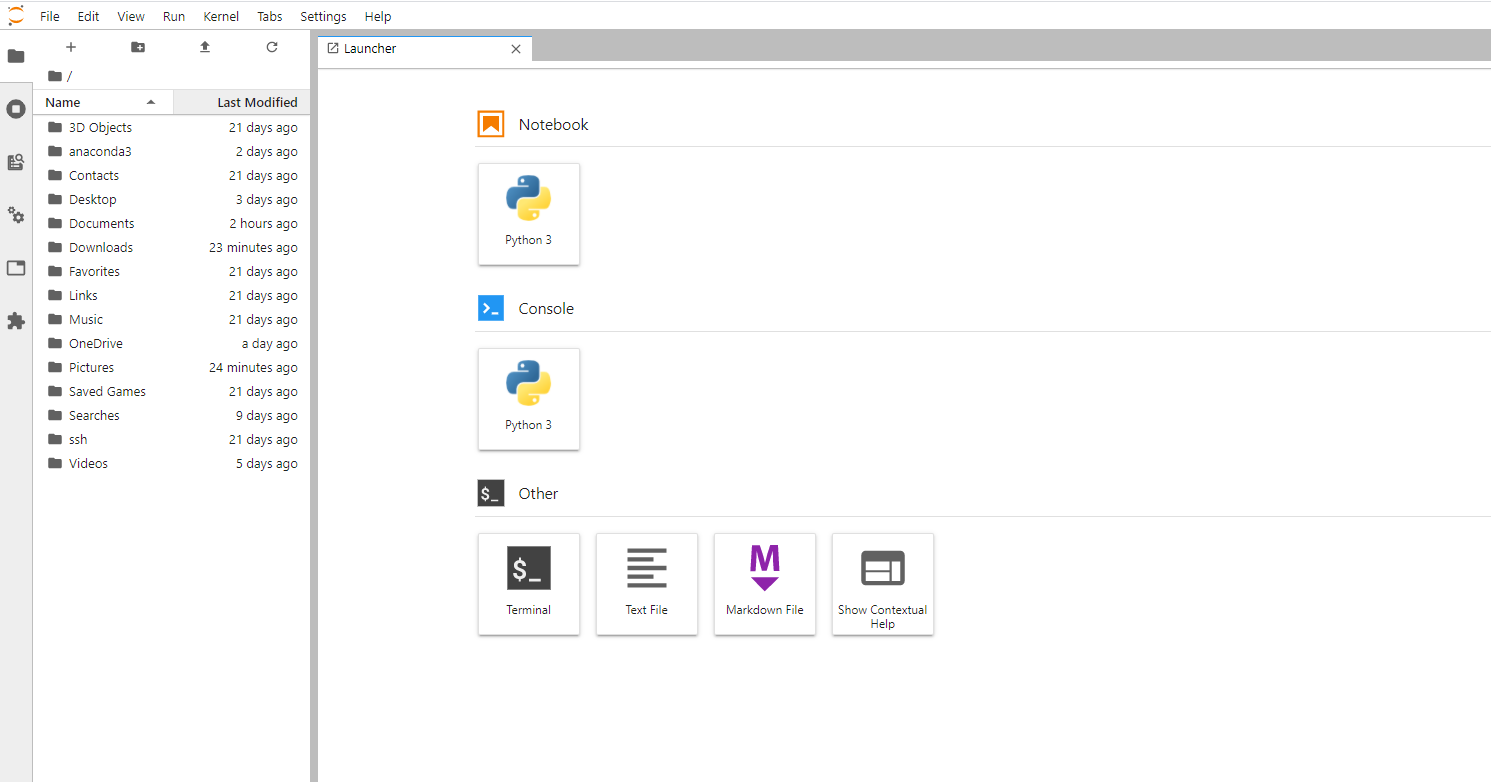 File Edit View Run Kernel Tabs Settings Help
Launcher
/
Name Last Modified
3D Objects 21 days ago
anaconda3 2 days ago
Contacts 21 days ago
Desktop 3 days ago
Documents 2 hours ago
Downloads 23 minutes ago
Favorites 21 days ago
Links 21 days ago
Music 21 days ago
OneDrive a day ago
Pictures 24 minutes ago
Saved Games 21 days ago
Searches 9 days ago
ssh 21 days ago
Videos 5 days ago
Notebook
Python 3
>_ Console
Python 3
$_ Other
$_
Terminal
Text File
M
Markdown File
Show Contextual
Help